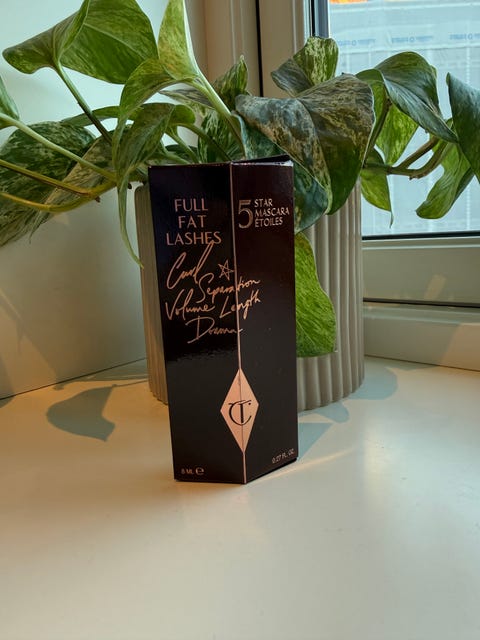 FULL
FAT
LASHES
Curl
Separation
Volume Length
Drama
5 STAR
MASCARA
ÉTOILES
CT
8 ML e
0.27 FL. OZ.